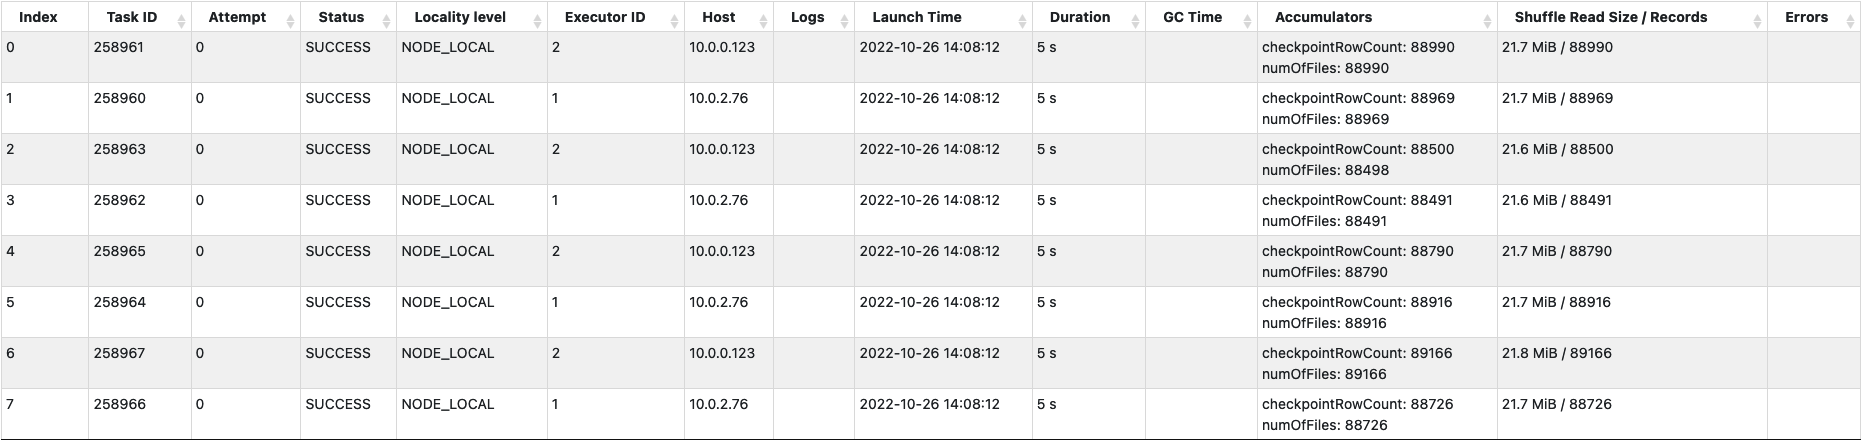 Index Task ID Attempt Status Locality level Executor ID Host Logs Launch Time Duration GC Time Accumulators Shuffle Read Size / Records Errors
0 258961 0 SUCCESS NODE_LOCAL 2 10.0.0.123 2022-10-26 14:08:12 5 s checkpointRowCount: 88990 21.7 MiB / 88990
numOfFiles: 88990
1 258960 0 SUCCESS NODE_LOCAL 1 10.0.2.76 2022-10-26 14:08:12 5 s checkpointRowCount: 88969 21.7 MiB / 88969
numOfFiles: 88969
2 258963 0 SUCCESS NODE_LOCAL 2 10.0.0.123 2022-10-26 14:08:12 5 s checkpointRowCount: 88500 21.6 MiB / 88500
numOfFiles: 88498
3 258962 0 SUCCESS NODE_LOCAL 1 10.0.2.76 2022-10-26 14:08:12 5 s checkpointRowCount: 88491 21.6 MiB / 88491
numOfFiles: 88491
4 258965 0 SUCCESS NODE_LOCAL 2 10.0.0.123 2022-10-26 14:08:12 5 s checkpointRowCount: 88790 21.7 MiB / 88790
numOfFiles: 88790
5 258964 0 SUCCESS NODE_LOCAL 1 10.0.2.76 2022-10-26 14:08:12 5 s checkpointRowCount: 88916 21.7 MiB / 88916
numOfFiles: 88916
6 258967 0 SUCCESS NODE_LOCAL 2 10.0.0.123 2022-10-26 14:08:12 5 s checkpointRowCount: 89166 21.8 MiB / 89166
numOfFiles: 89166
7 258966 0 SUCCESS NODE_LOCAL 1 10.0.2.76 2022-10-26 14:08:12 5 s checkpointRowCount: 88726 21.7 MiB / 88726
numOfFiles: 88726